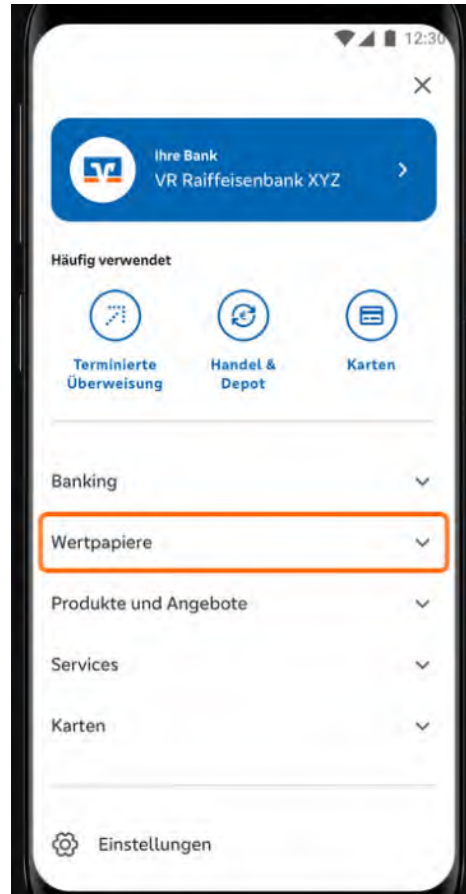 12:30
Ihre Bank
VR Raiffeisenbank XYZ
Häufig verwendet
Terminierte
Überweisung
Handel &
Depot
Karten
Banking
Wertpapiere
Produkte und Angebote
Services
Karten
Einstellungen